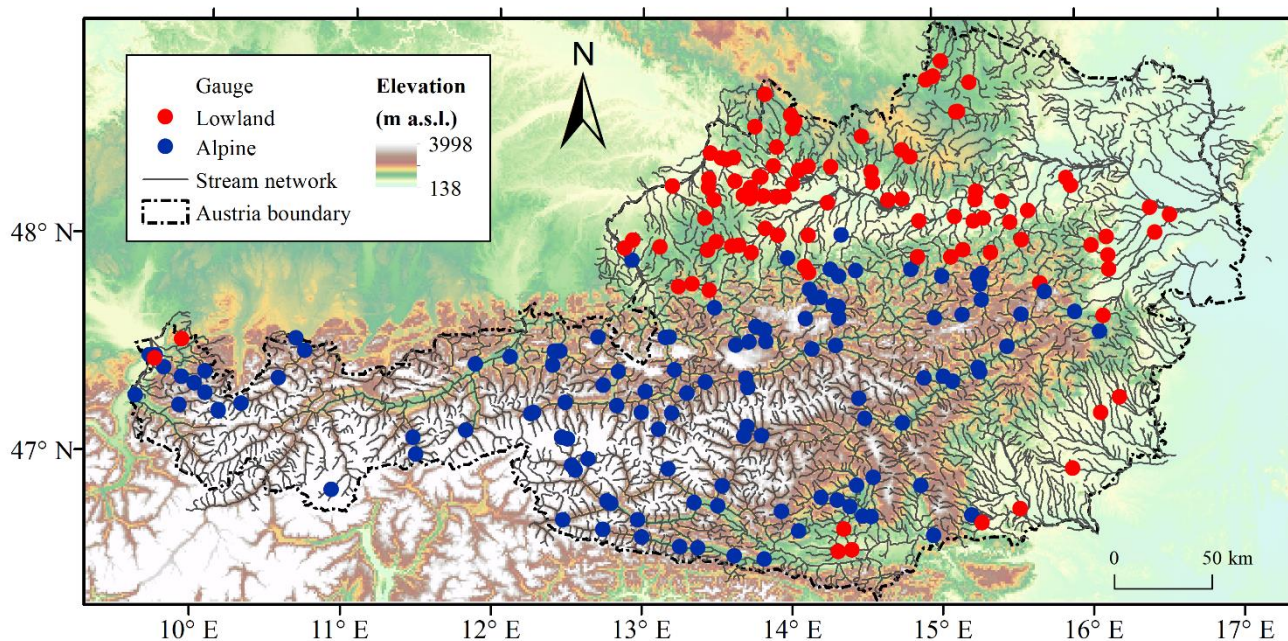 N
Gauge
Lowland
Alpine
Stream network
Austria boundary
Elevation
(m a.s.l.)
3998
138
48° N
47° N
0 50 km
10° E 11° E 12° E 13° E 14° E 15° E 16° E 17° E